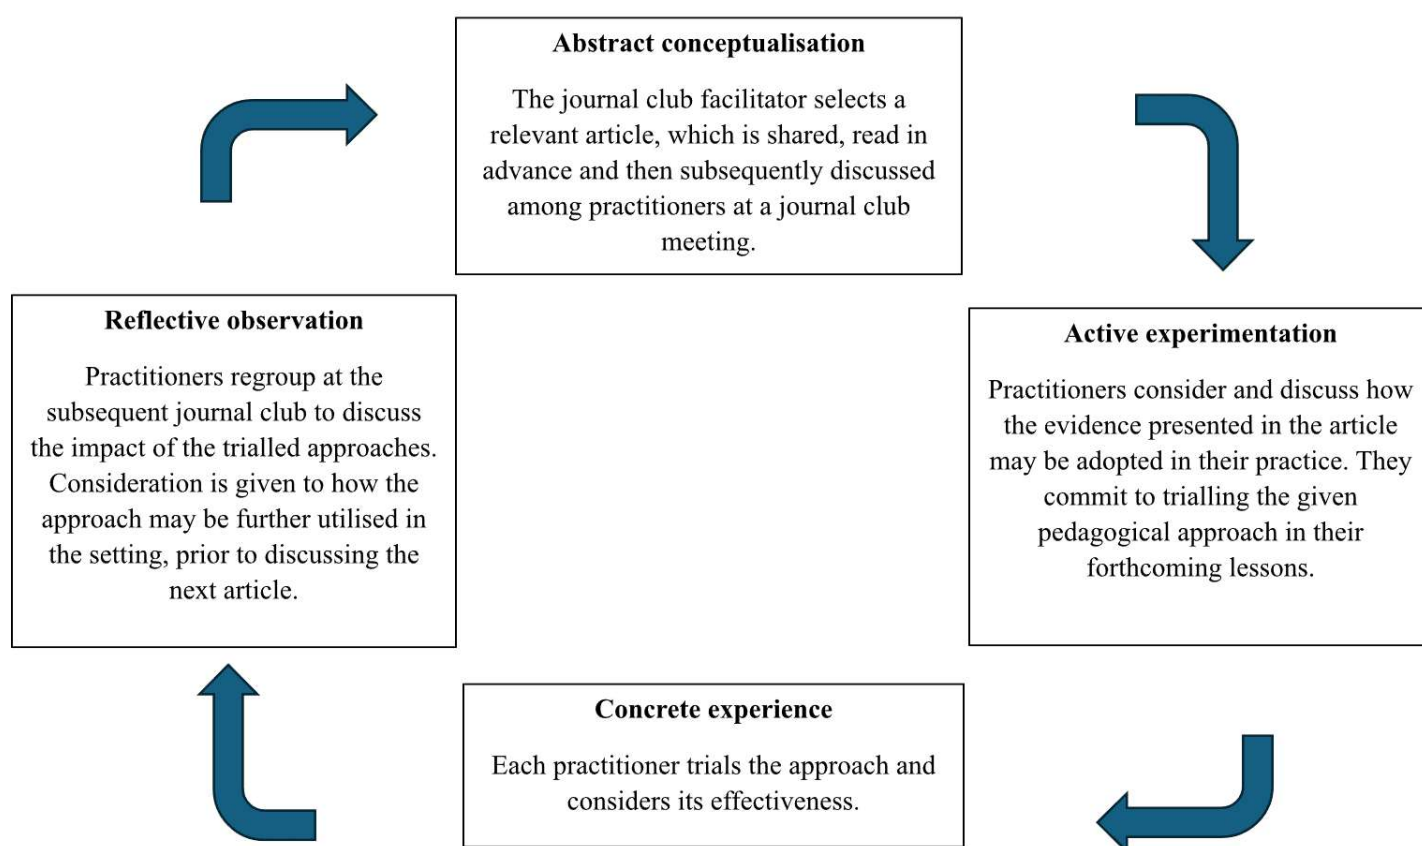 Abstract conceptualisation
The journal club facilitator selects a
relevant article, which is shared, read in
advance and then subsequently discussed
among practitioners at a journal club
meeting.
Reflective observation
Practitioners regroup at the
subsequent journal club to discuss
the impact of the trialled approaches.
Consideration is given to how the
approach may be further utilised in
the setting, prior to discussing the
next article.
Active experimentation
Practitioners consider and discuss how
the evidence presented in the article
may be adopted in their practice. They
commit to trialling the given
pedagogical approach in their
forthcoming lessons.
Concrete experience
Each practitioner trials the approach and
considers its effectiveness.